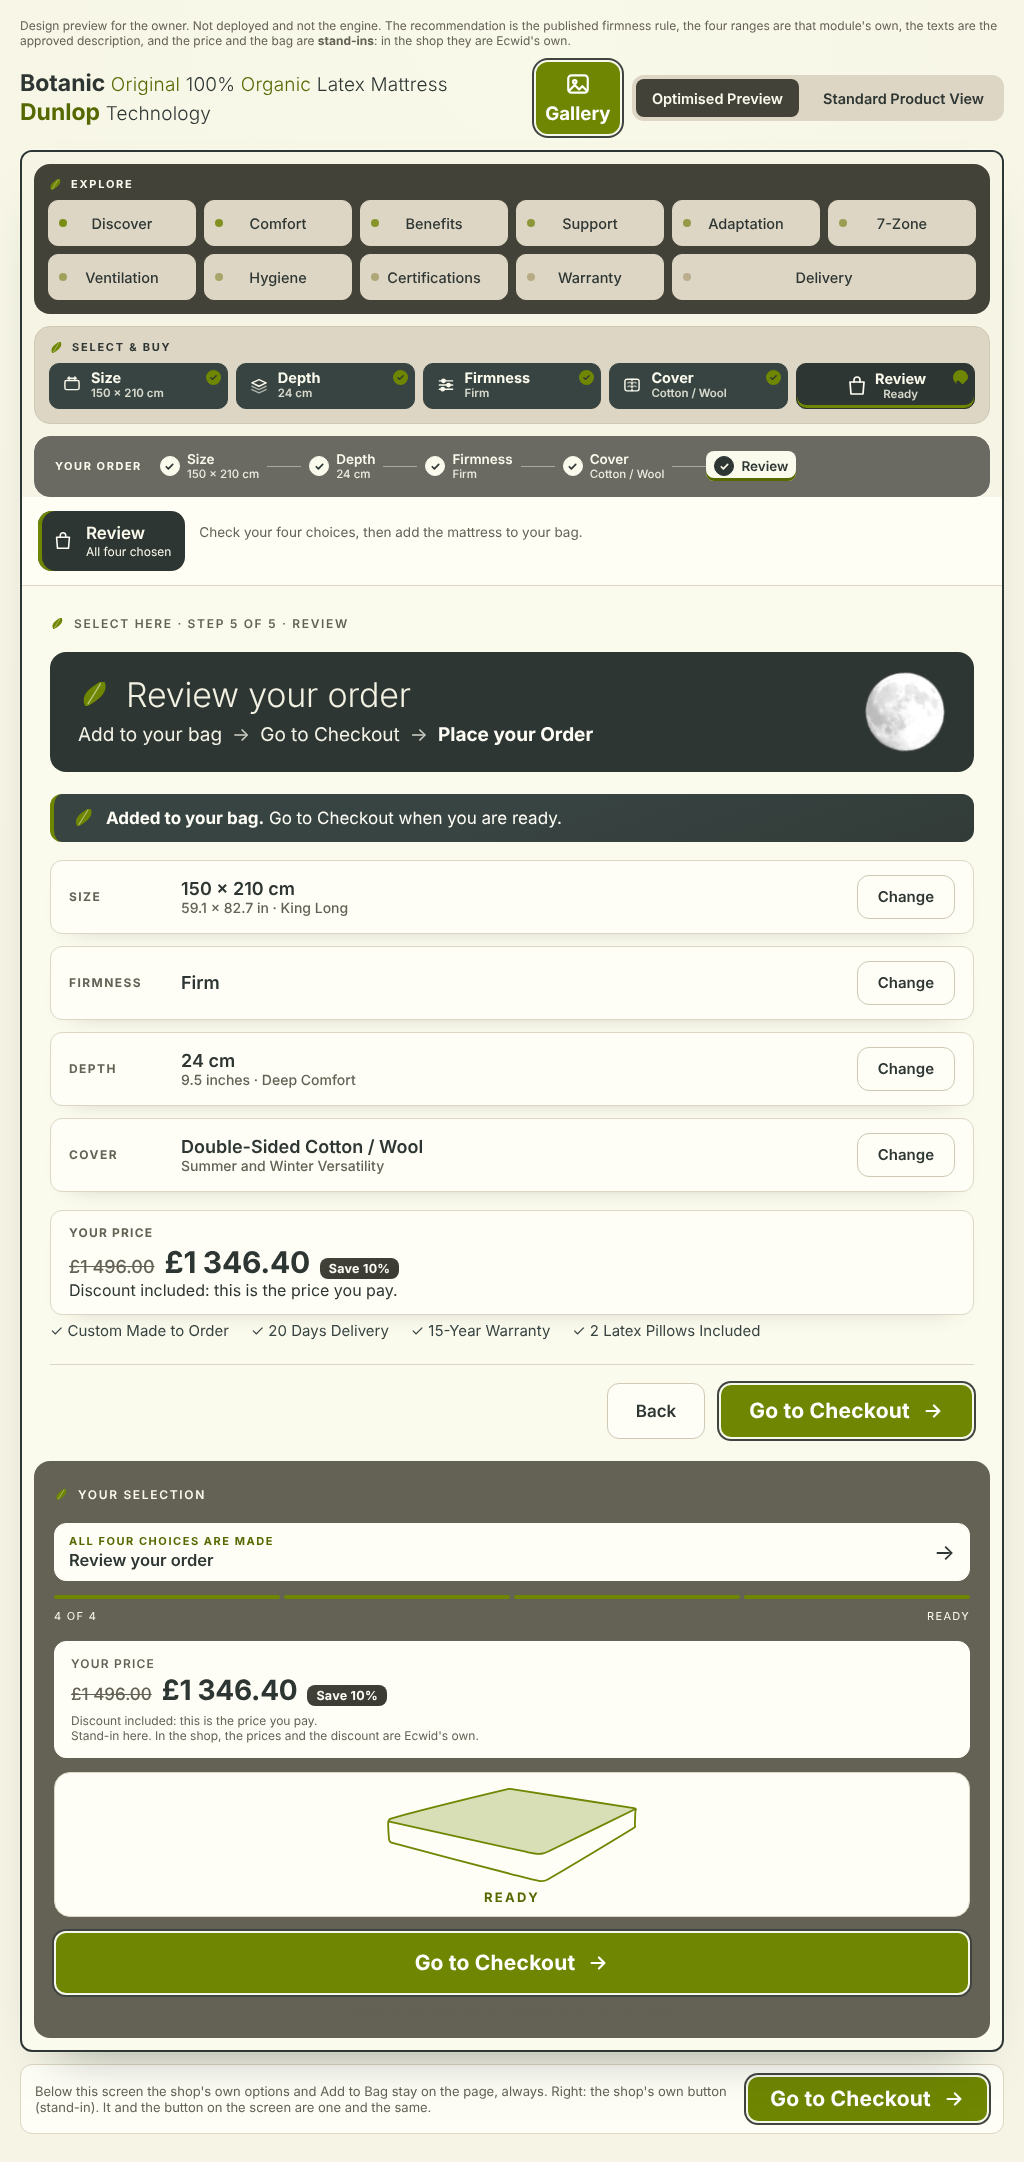 Design preview for the owner. Not deployed and not the engine. The recommendation is the published firmness rule, the four ranges are that module's own, the texts are the
approved description, and the price and the bag are stand-ins: in the shop they are Ecwid's own.
Botanic Original 100% Organic Latex Mattress
Dunlop Technology
Gallery
Optimised Preview
Standard Product View
EXPLORE
Discover
Comfort
Benefits
Support
Adaptation
7-Zone
Ventilation
Hygiene
Certifications
Warranty
Delivery
SELECT & BUY
Size
150 × 210 cm
Depth
24 cm
Firmness
Firm
Cover
Cotton / Wool
Review
Ready
YOUR ORDER
Size
150 × 210 cm
Depth
24 cm
Firmness
Firm
Cover
Cotton / Wool
Review
Review
All four chosen
Check your four choices, then add the mattress to your bag.
SELECT HERE · STEP 5 OF 5 · REVIEW
Review your order
Add to your bag → Go to Checkout → Place your Order
Added to your bag. Go to Checkout when you are ready.
SIZE
150 × 210 cm
59.1 × 82.7 in · King Long
Change
FIRMNESS
Firm
Change
DEPTH
24 cm
9.5 inches · Deep Comfort
Change
COVER
Double-Sided Cotton / Wool
Summer and Winter Versatility
Change
YOUR PRICE
£1 496.00 £1 346.40 Save 10%
Discount included: this is the price you pay.
✓ Custom Made to Order ✓ 20 Days Delivery ✓ 15-Year Warranty ✓ 2 Latex Pillows Included
Back
Go to Checkout →
YOUR SELECTION
ALL FOUR CHOICES ARE MADE
Review your order →
4 OF 4
READY
YOUR PRICE
£1 496.00 £1 346.40 Save 10%
Discount included: this is the price you pay.
Stand-in here. In the shop, the prices and the discount are Ecwid's own.
READY
Go to Checkout →
Below this screen the shop's own options and Add to Bag stay on the page, always. Right: the shop's own button
(stand-in). It and the button on the screen are one and the same.
Go to Checkout →